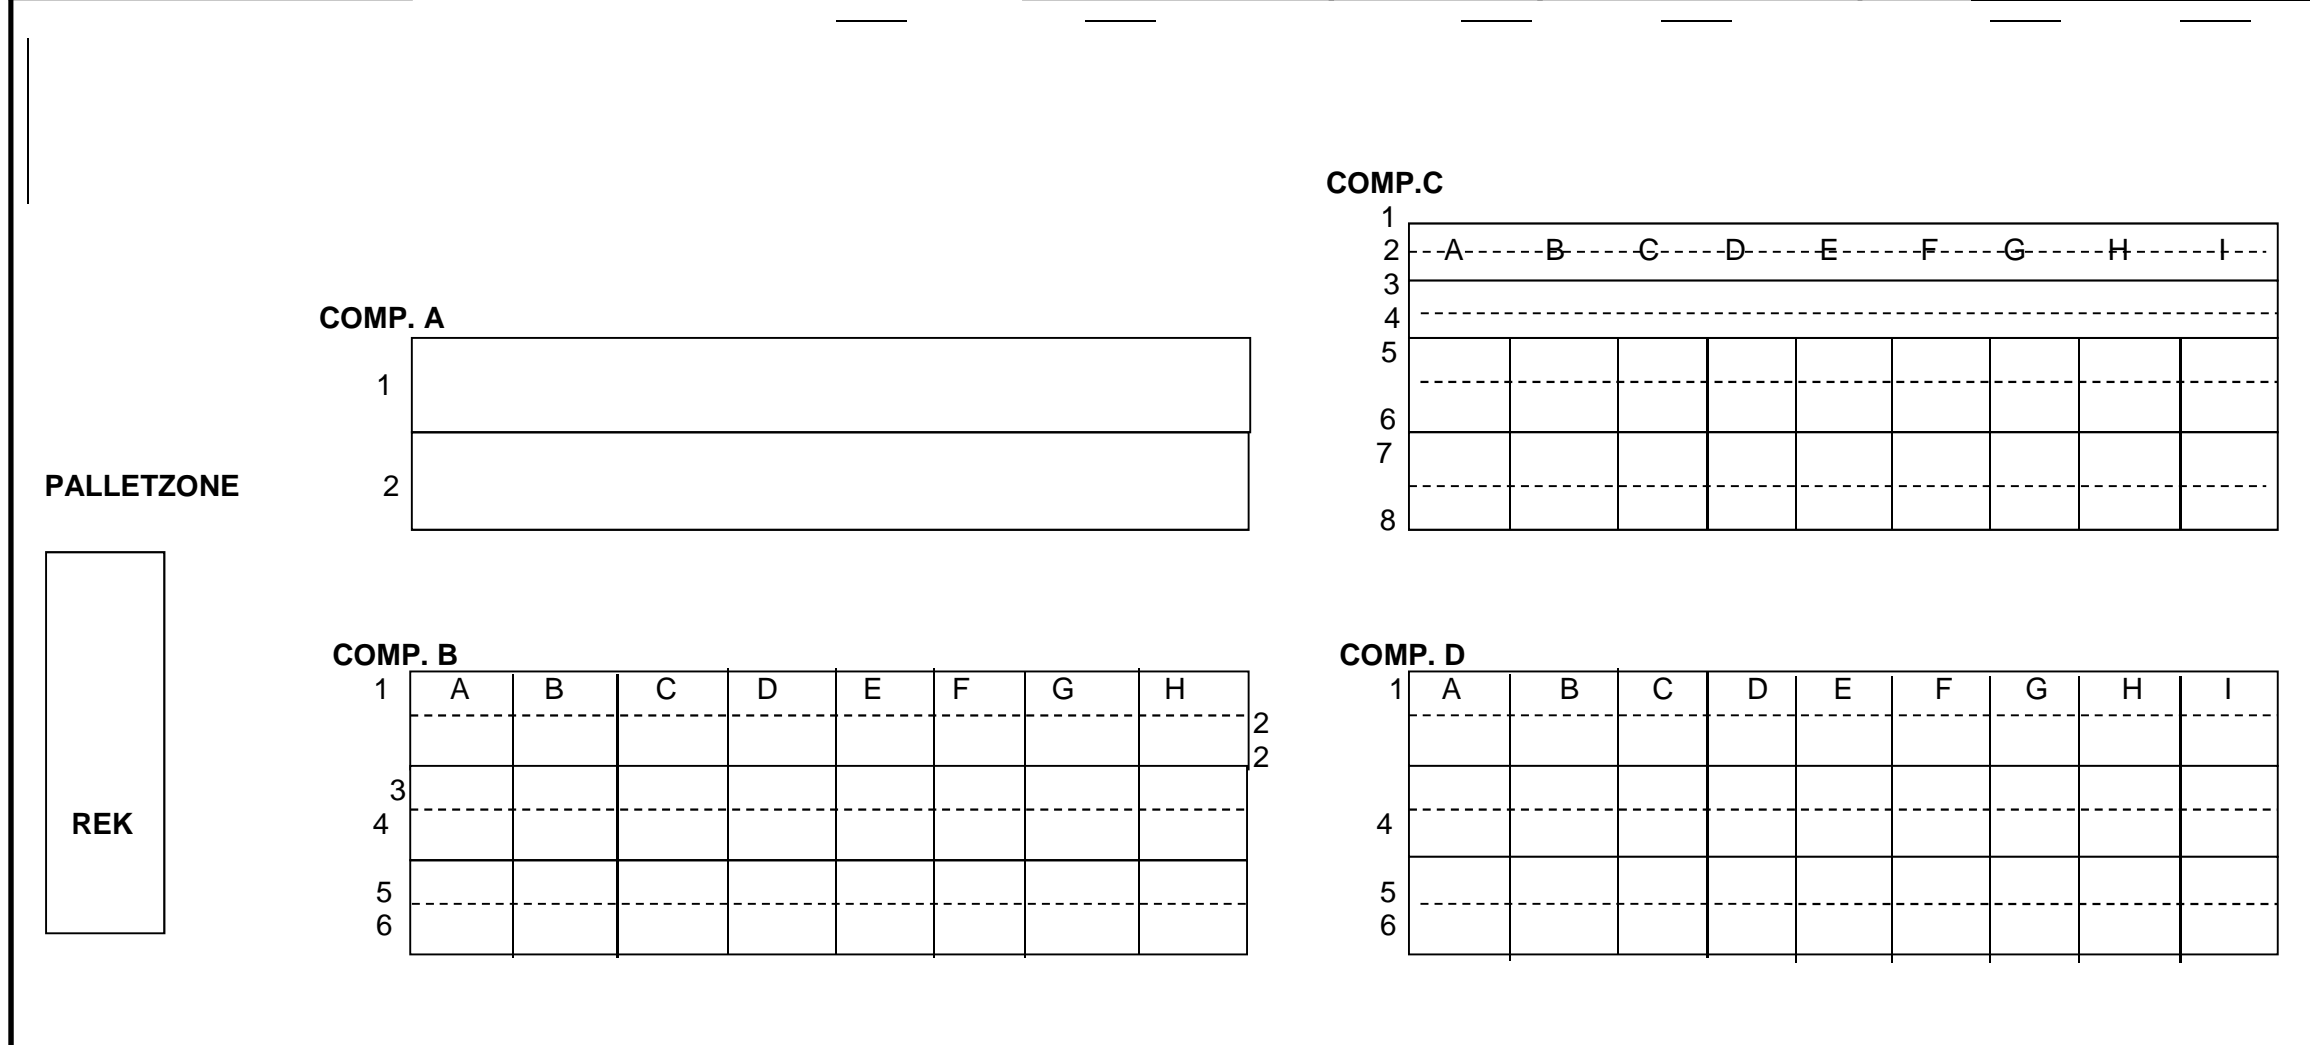 COMP.C
1
2 A B C D E F G H I
3
4
5
6
7
8
COMP. A
1
2
PALLETZONE
REK
COMP. B
1 A B C D E F G H
2
2
3
4
5
6
COMP. D
1 A B C D E F G H I
4
5
6